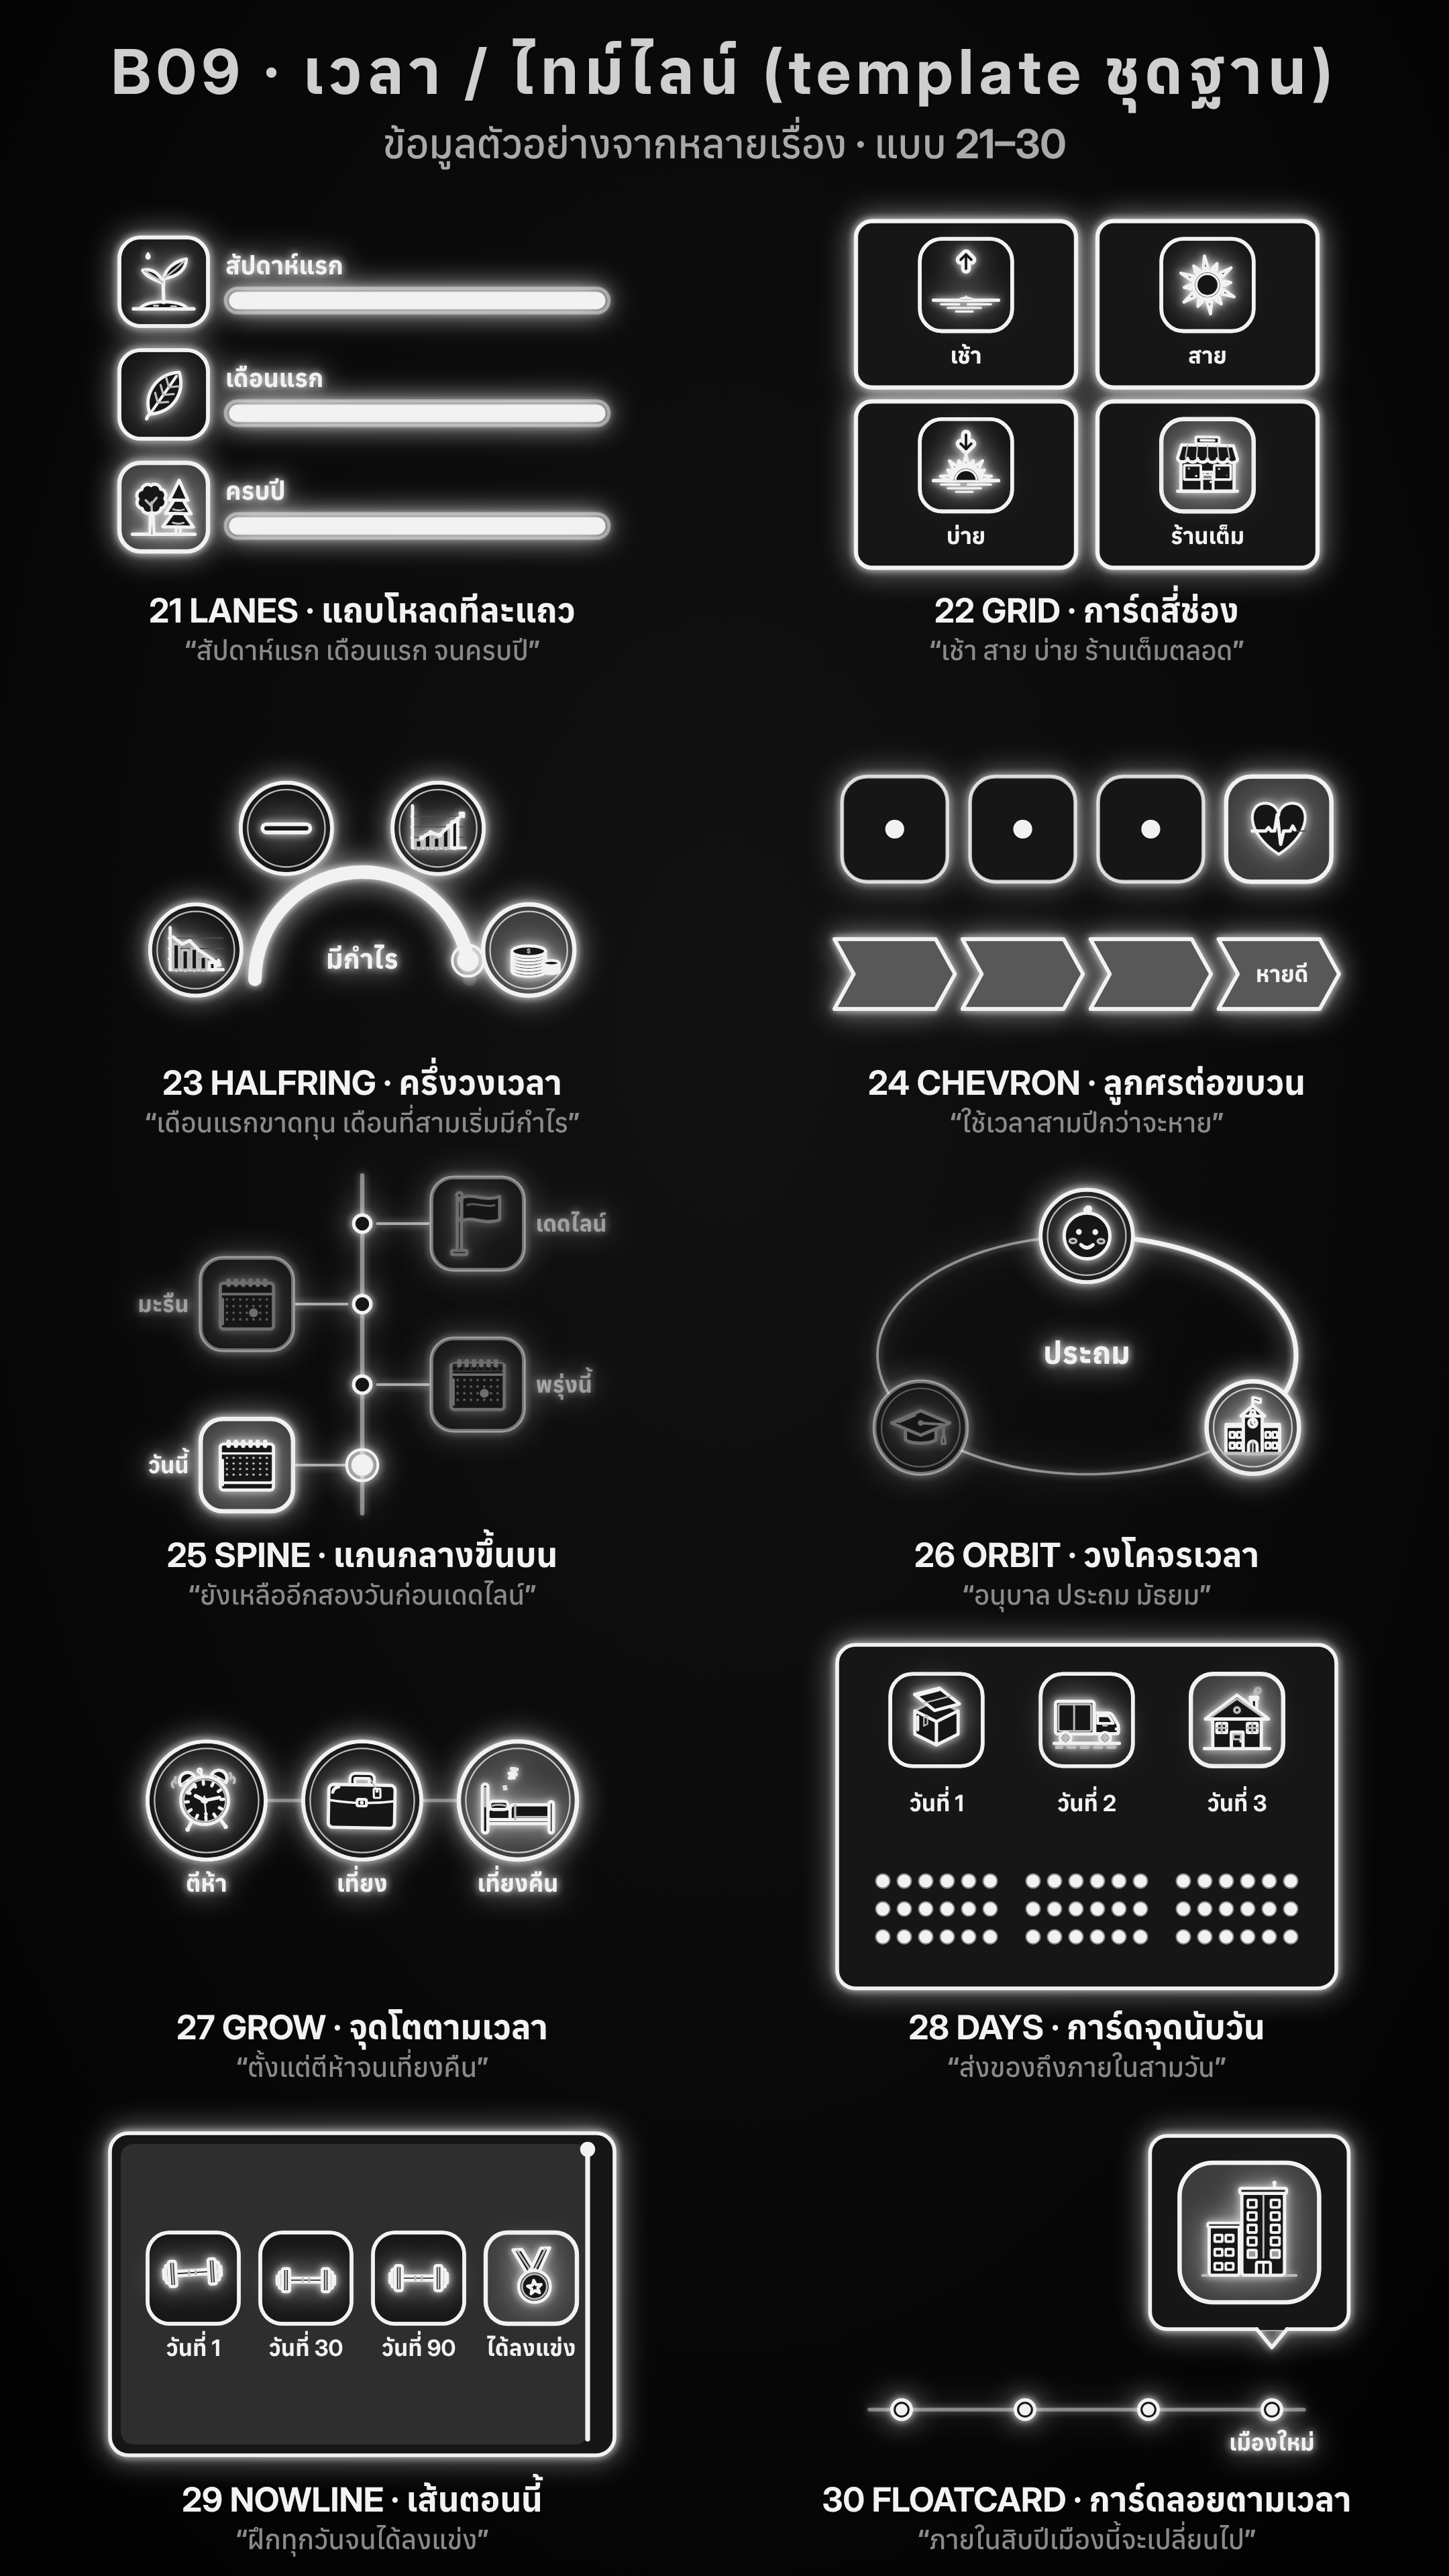 B09 · เวลา / ไทม์ไลน์ (template ชุดฐาน)
ข้อมูลตัวอย่างจากหลายเรื่อง · แบบ 21–30
สัปดาห์แรก
เดือนแรก
ครบปี
21 LANES · แถบโหลดทีละแถว
“สัปดาห์แรก เดือนแรก จนครบปี”
เช้า
สาย
บ่าย
ร้านเต็ม
22 GRID · การ์ดสี่ช่อง
“เช้า สาย บ่าย ร้านเต็มตลอด”
มีกำไร
23 HALFRING · ครึ่งวงเวลา
“เดือนแรกขาดทุน เดือนที่สามเริ่มมีกำไร”
หายดี
24 CHEVRON · ลูกศรต่อขบวน
“ใช้เวลาสามปีกว่าจะหาย”
เดดไลน์
มะรืน
พรุ่งนี้
วันนี้
25 SPINE · แกนกลางขึ้นบน
“ยังเหลืออีกสองวันก่อนเดดไลน์”
ประถม
26 ORBIT · วงโคจรเวลา
“อนุบาล ประถม มัธยม”
ตีห้า
เที่ยง
เที่ยงคืน
27 GROW · จุดโตตามเวลา
“ตั้งแต่ตีห้าจนเที่ยงคืน”
วันที่ 1
วันที่ 2
วันที่ 3
28 DAYS · การ์ดจุดนับวัน
“ส่งของถึงภายในสามวัน”
วันที่ 1
วันที่ 30
วันที่ 90
ได้ลงแข่ง
29 NOWLINE · เส้นตอนนี้
“ฝึกทุกวันจนได้ลงแข่ง”
เมืองใหม่
30 FLOATCARD · การ์ดลอยตามเวลา
“ภายในสิบปีเมืองนี้จะเปลี่ยนไป”